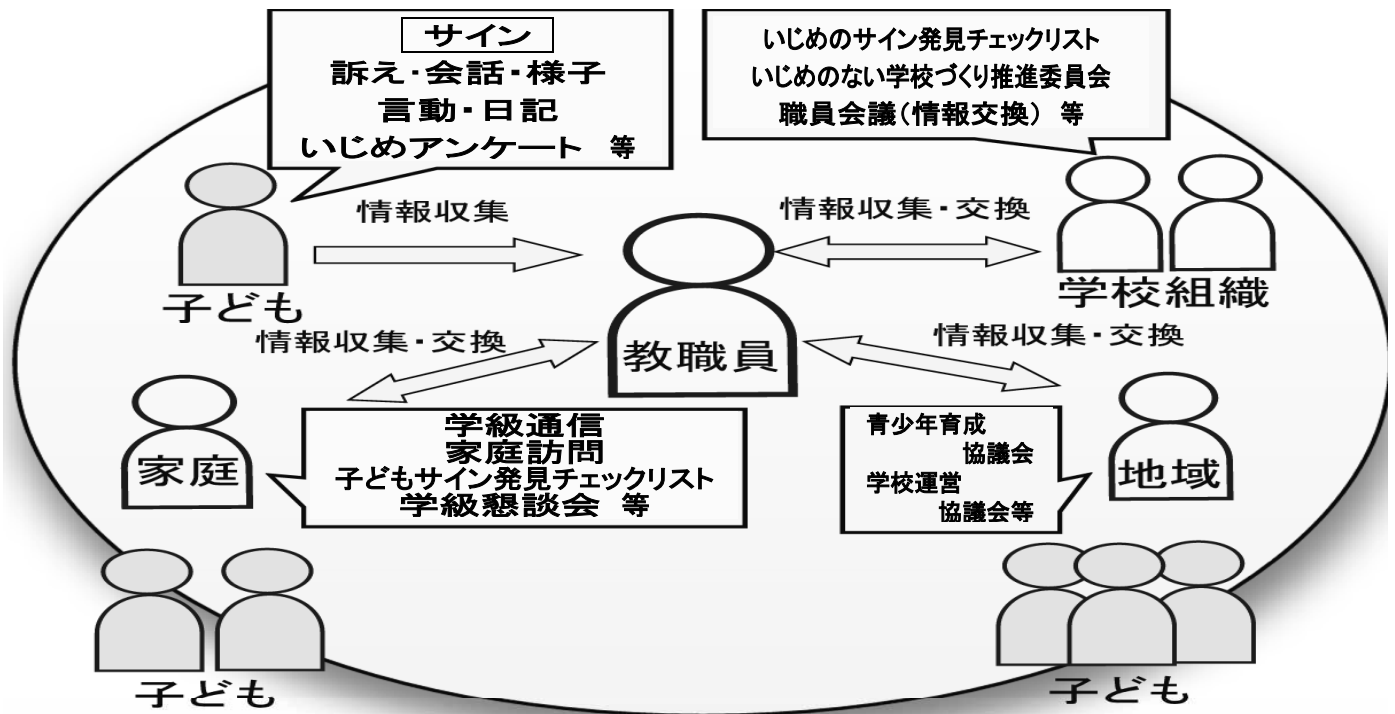 サイン
訴え・会話・様子
言動・日記
いじめアンケート 等
いじめのサイン発見チェックリスト
いじめのない学校づくり推進委員会
職員会議(情報交換) 等
情報収集
情報収集・交換
子ども
学校組織
情報収集・交換
教職員
情報収集・交換
家庭
学級通信
家庭訪問
子どもサイン発見チェックリスト
学級懇談会 等
青少年育成
協議会
学校運営
協議会等
地域
子ども
子ども